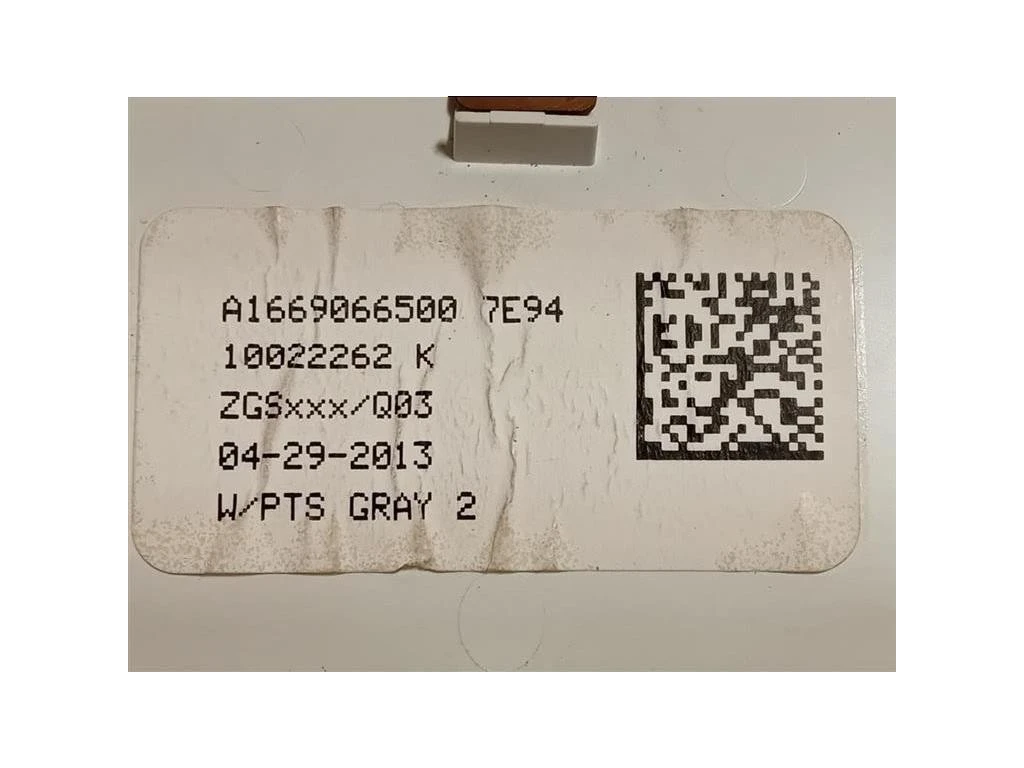 A1669066500 7E94
10022262 K
ZGSxxx/Q03
04-29-2013
W/PTS GRAY 2